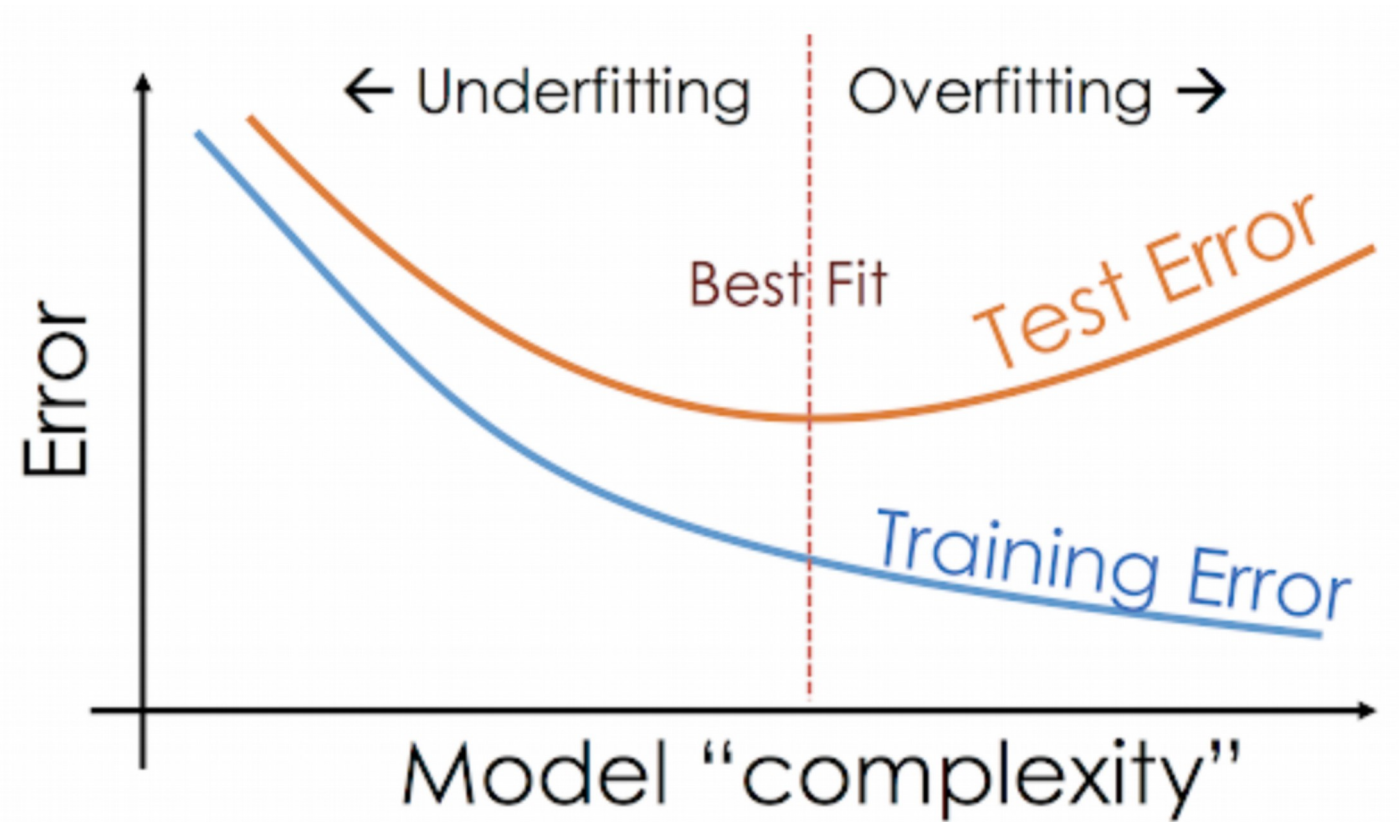 ← Underfitting
Overfitting →
Best Fit
Test Error
Error
Training Error
Model “complexity”